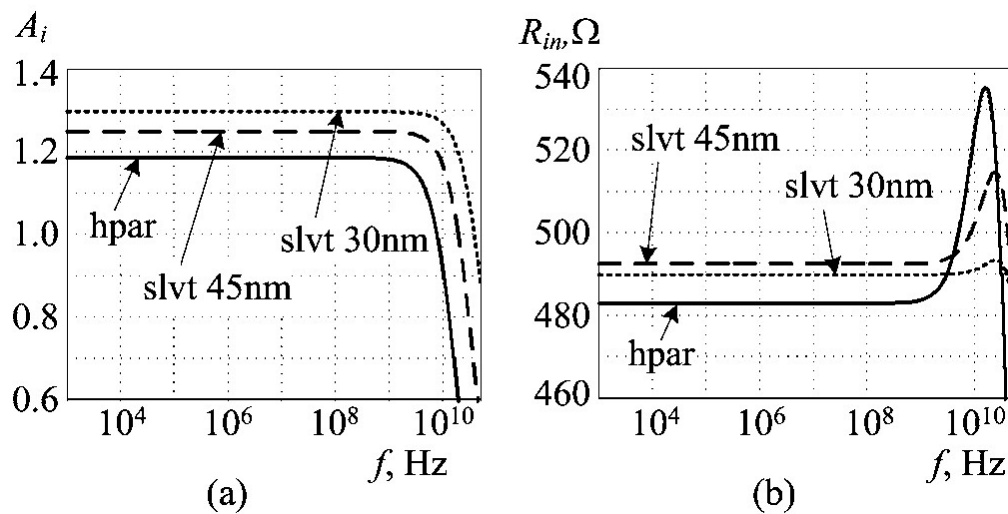 A_i
1.4
1.2
1.0
0.8
0.6
hpar
slvt 45nm
slvt 30nm
10^4 10^6 10^8 10^10
f, Hz
(a)
R_in, Ω
540
520
500
480
460
slvt 45nm
slvt 30nm
hpar
10^4 10^6 10^8 10^10
f, Hz
(b)